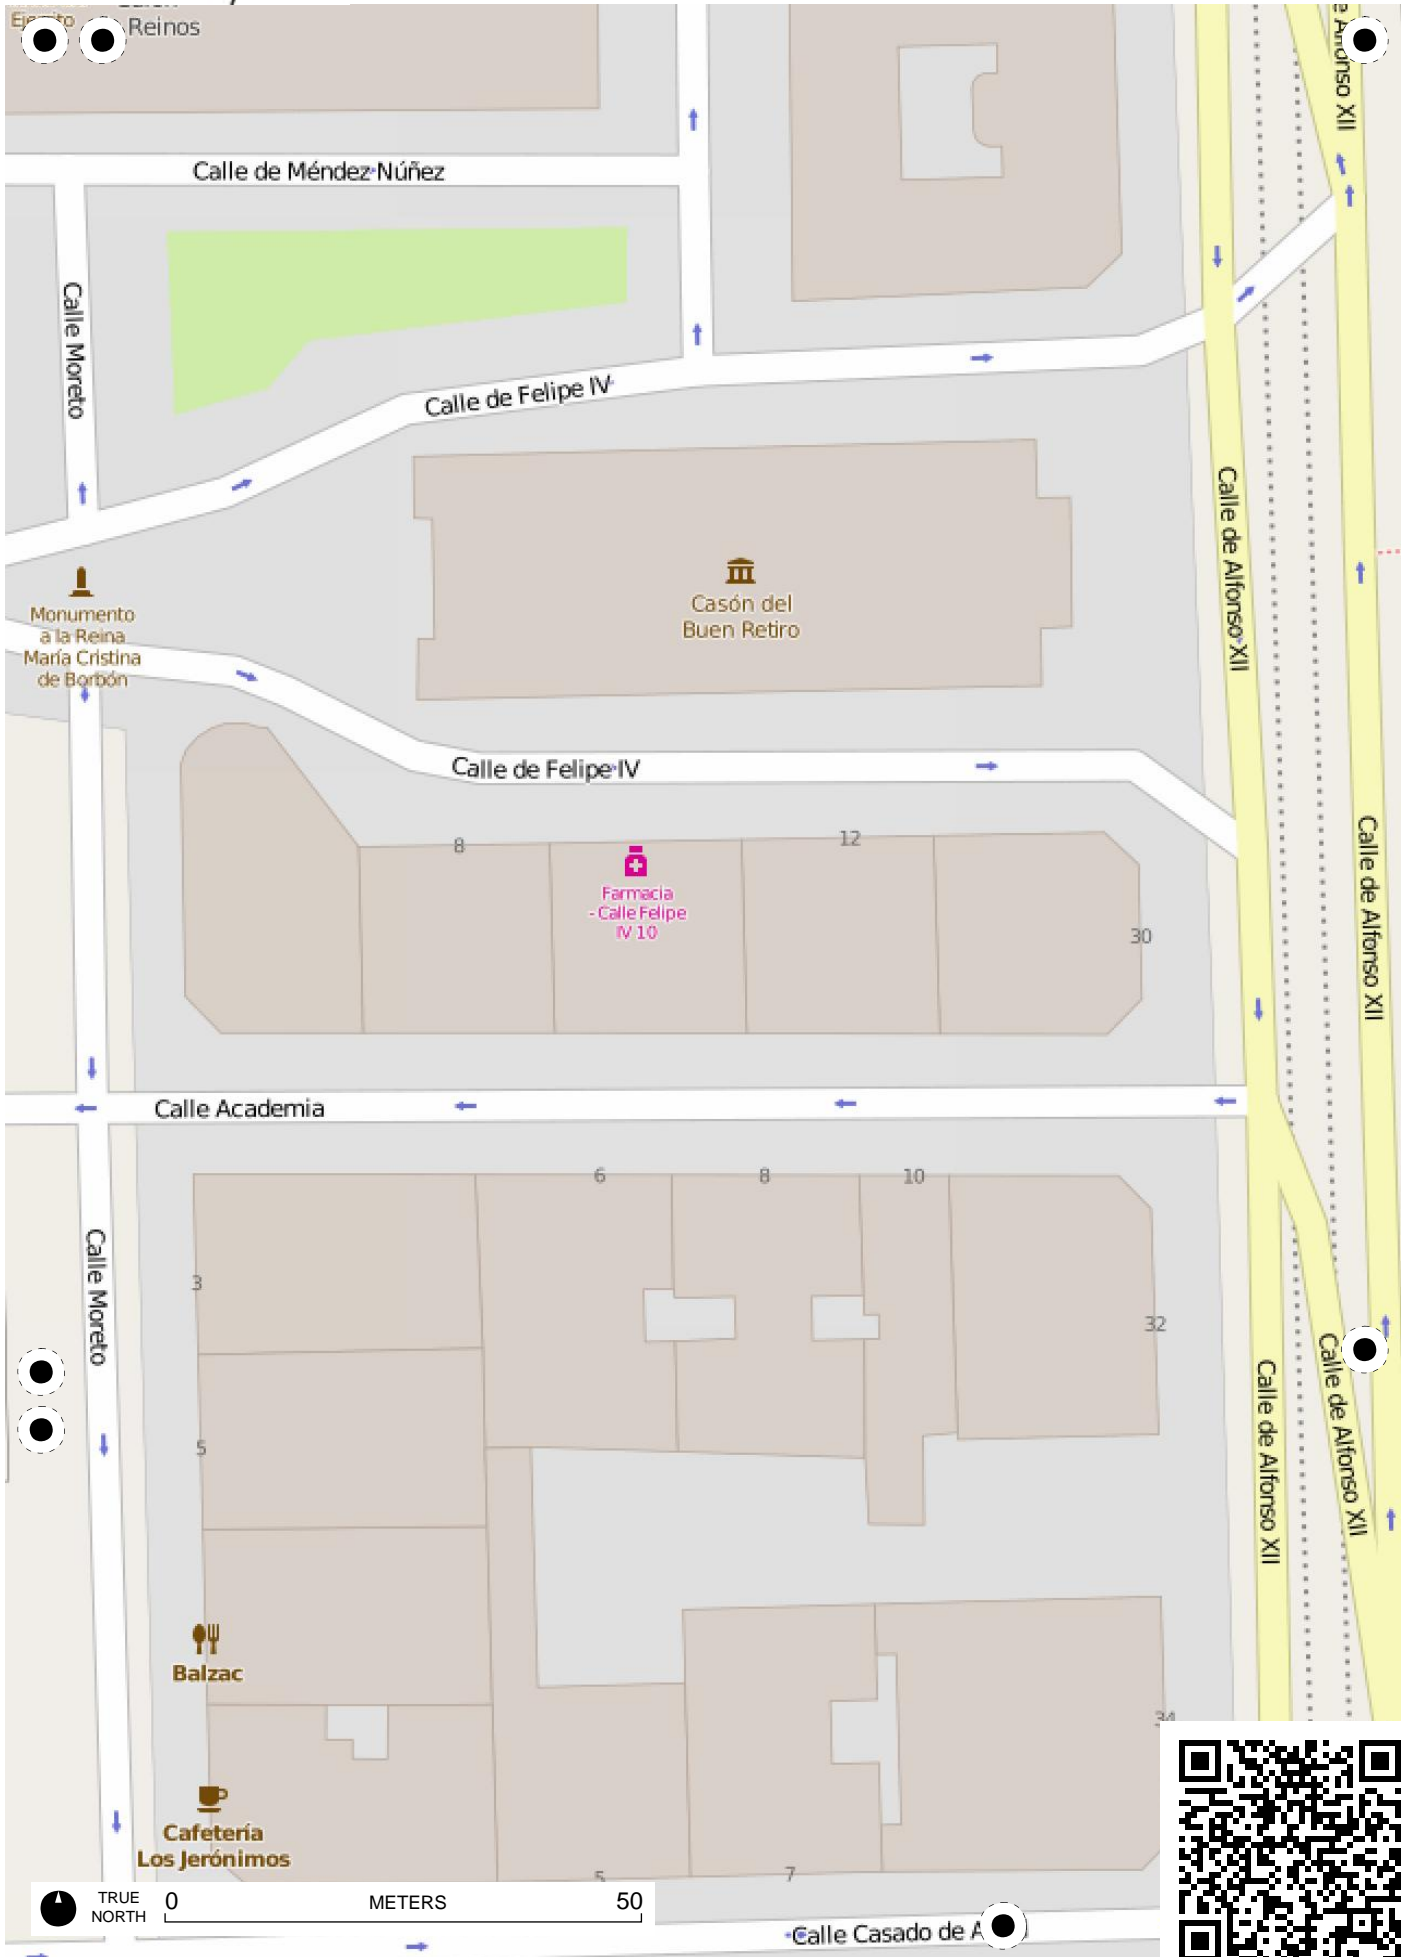 Reinos
Calle de Méndez Núñez
Calle Moreto
Calle de Felipe IV
Calle de Alfonso XII
Casón del
Buen Retiro
Monumento
a la Reina
María Cristina
de Borbón
Calle de Felipe IV
8
12
Farmacia
- Calle Felipe
IV 10
30
Calle de Alfonso XII
Calle Academia
6
8
10
3
32
Calle Moreto
5
Calle de Alfonso XII
Calle de Alfonso XII
Balzac
Cafetería
Los Jerónimos
5
7
TRUE
NORTH
0
METERS
50
Calle Casado de A